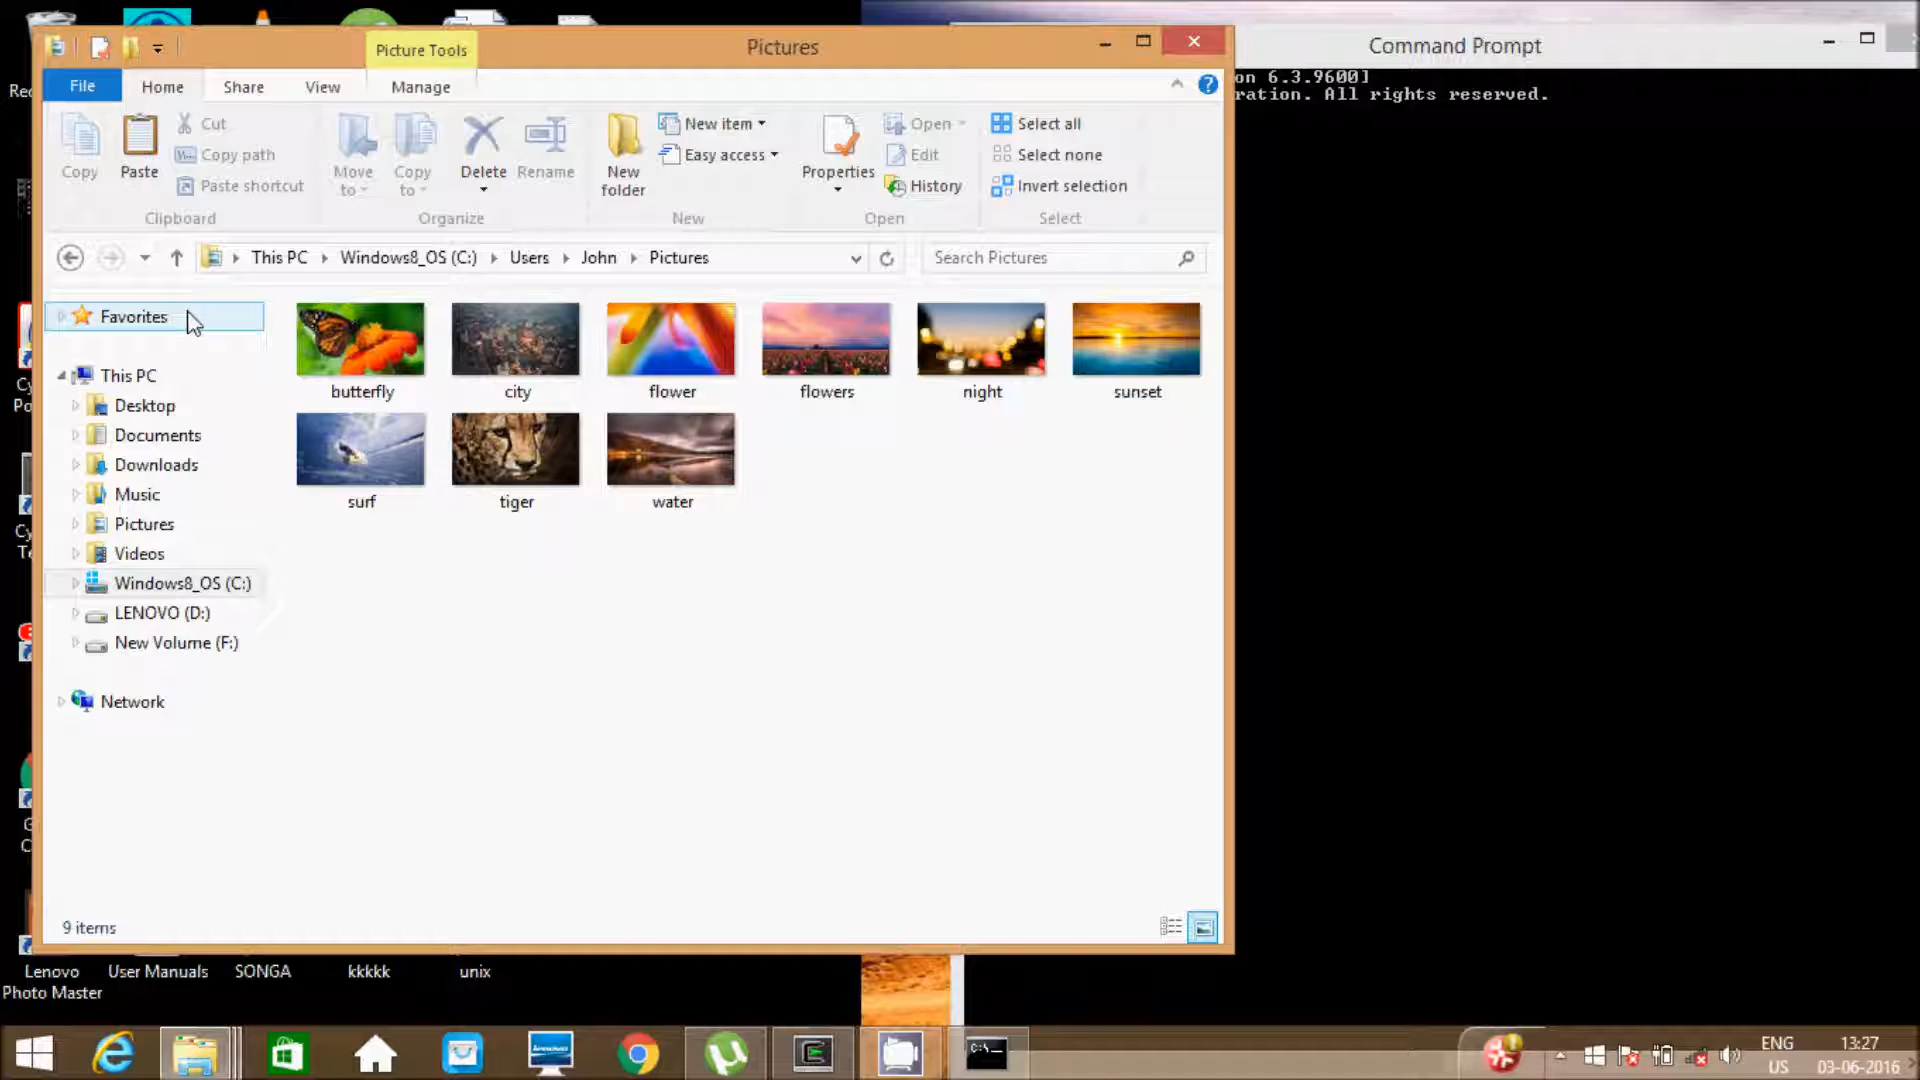 Picture Tools
Pictures
Command Prompt
File
Home
Share
View
Manage
on 6.3.9600]
ration. All rights reserved.
Copy
Paste
Cut
Copy path
Paste shortcut
Move to
Copy to
Delete
Rename
New folder
New item
Easy access
Properties
Open
Edit
History
Select all
Select none
Invert selection
Clipboard
Organize
New
Open
Select
This PC
Windows8_OS (C:)
Users
John
Pictures
Search Pictures
Favorites
This PC
Desktop
Documents
Downloads
Music
Pictures
Videos
Windows8_OS (C:)
LENOVO (D:)
New Volume (F:)
Network
butterfly
city
flower
flowers
night
sunset
surf
tiger
water
9 items
Lenovo
Photo Master
User Manuals
SONGA
kkkkk
unix
ENG
US
13:27
03-06-2016